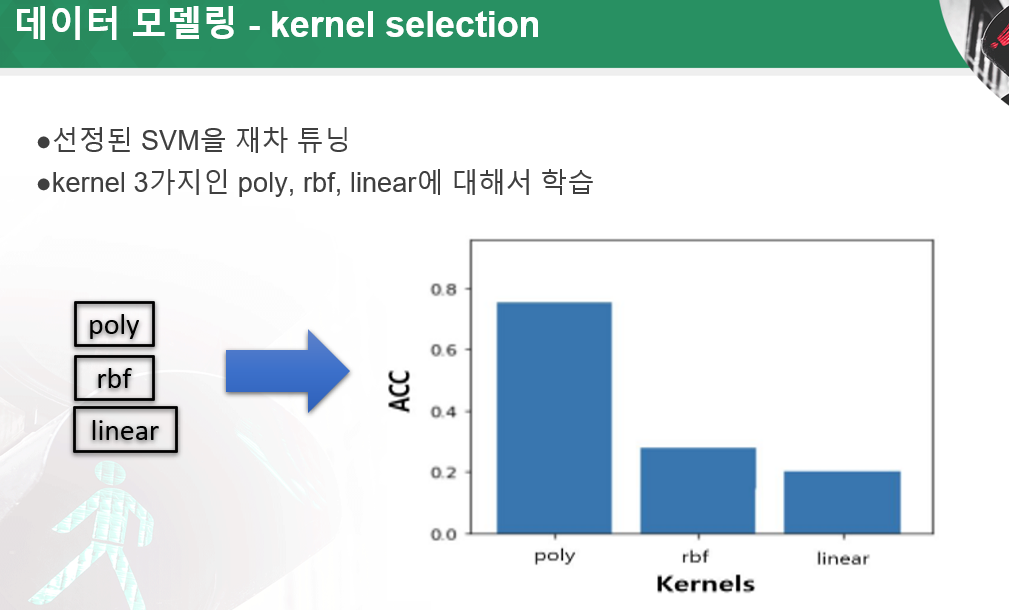 데이터 모델링 - kernel selection
●선정된 SVM을 재차 튜닝
●kernel 3가지인 poly, rbf, linear에 대해서 학습
poly
rbf
linear
ACC
0.8
0.6
0.4
0.2
0.0
poly rbf linear
Kernels